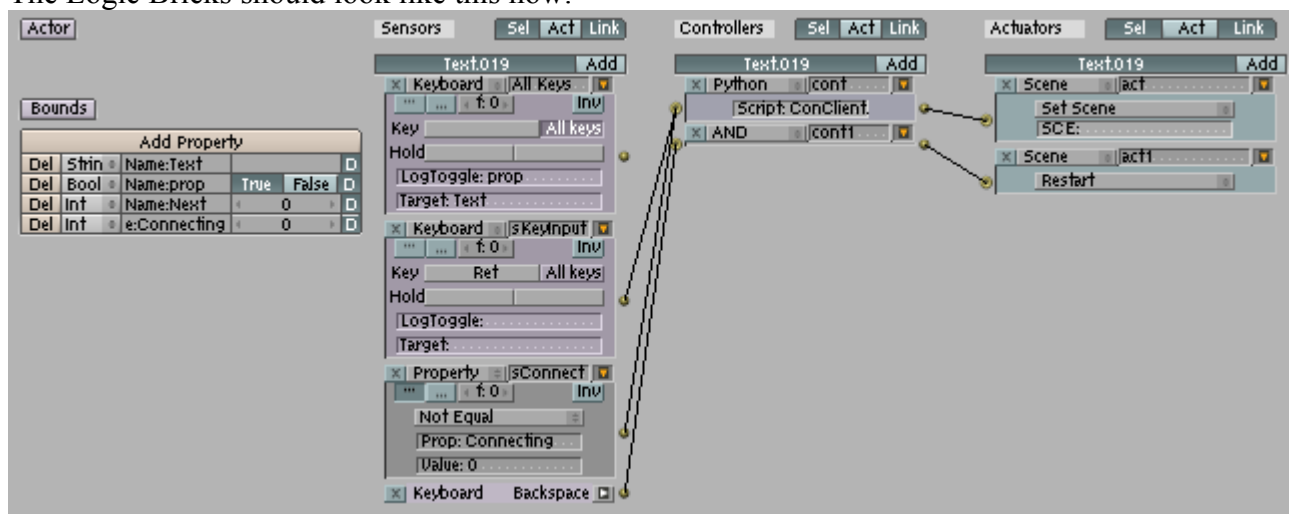 The Logic Bricks should look like this now:
Actor
Sensors Sel Act Link
Controllers Sel Act Link
Actuators Sel Act Link
Text.019 Add
Text.019 Add
Text.019 Add
X Keyboard All Keys
X Python cont
X Scene act
f: 0 Inv
Script: ConClient.
Set Scene
Bounds
Key All keys
X AND cont1
SCE:
Add Property
Hold
X Scene act1
Del Strin Name:Text D
LogToggle: prop
Restart
Del Bool Name:prop True False D
Target: Text
Del Int Name:Next 0 D
Del Int e:Connecting 0 D
X Keyboard sKeyInput
f: 0 Inv
Key Ret All keys
Hold
LogToggle:
Target:
X Property sConnect
f: 0 Inv
Not Equal
Prop: Connecting
Value: 0
X Keyboard Backspace